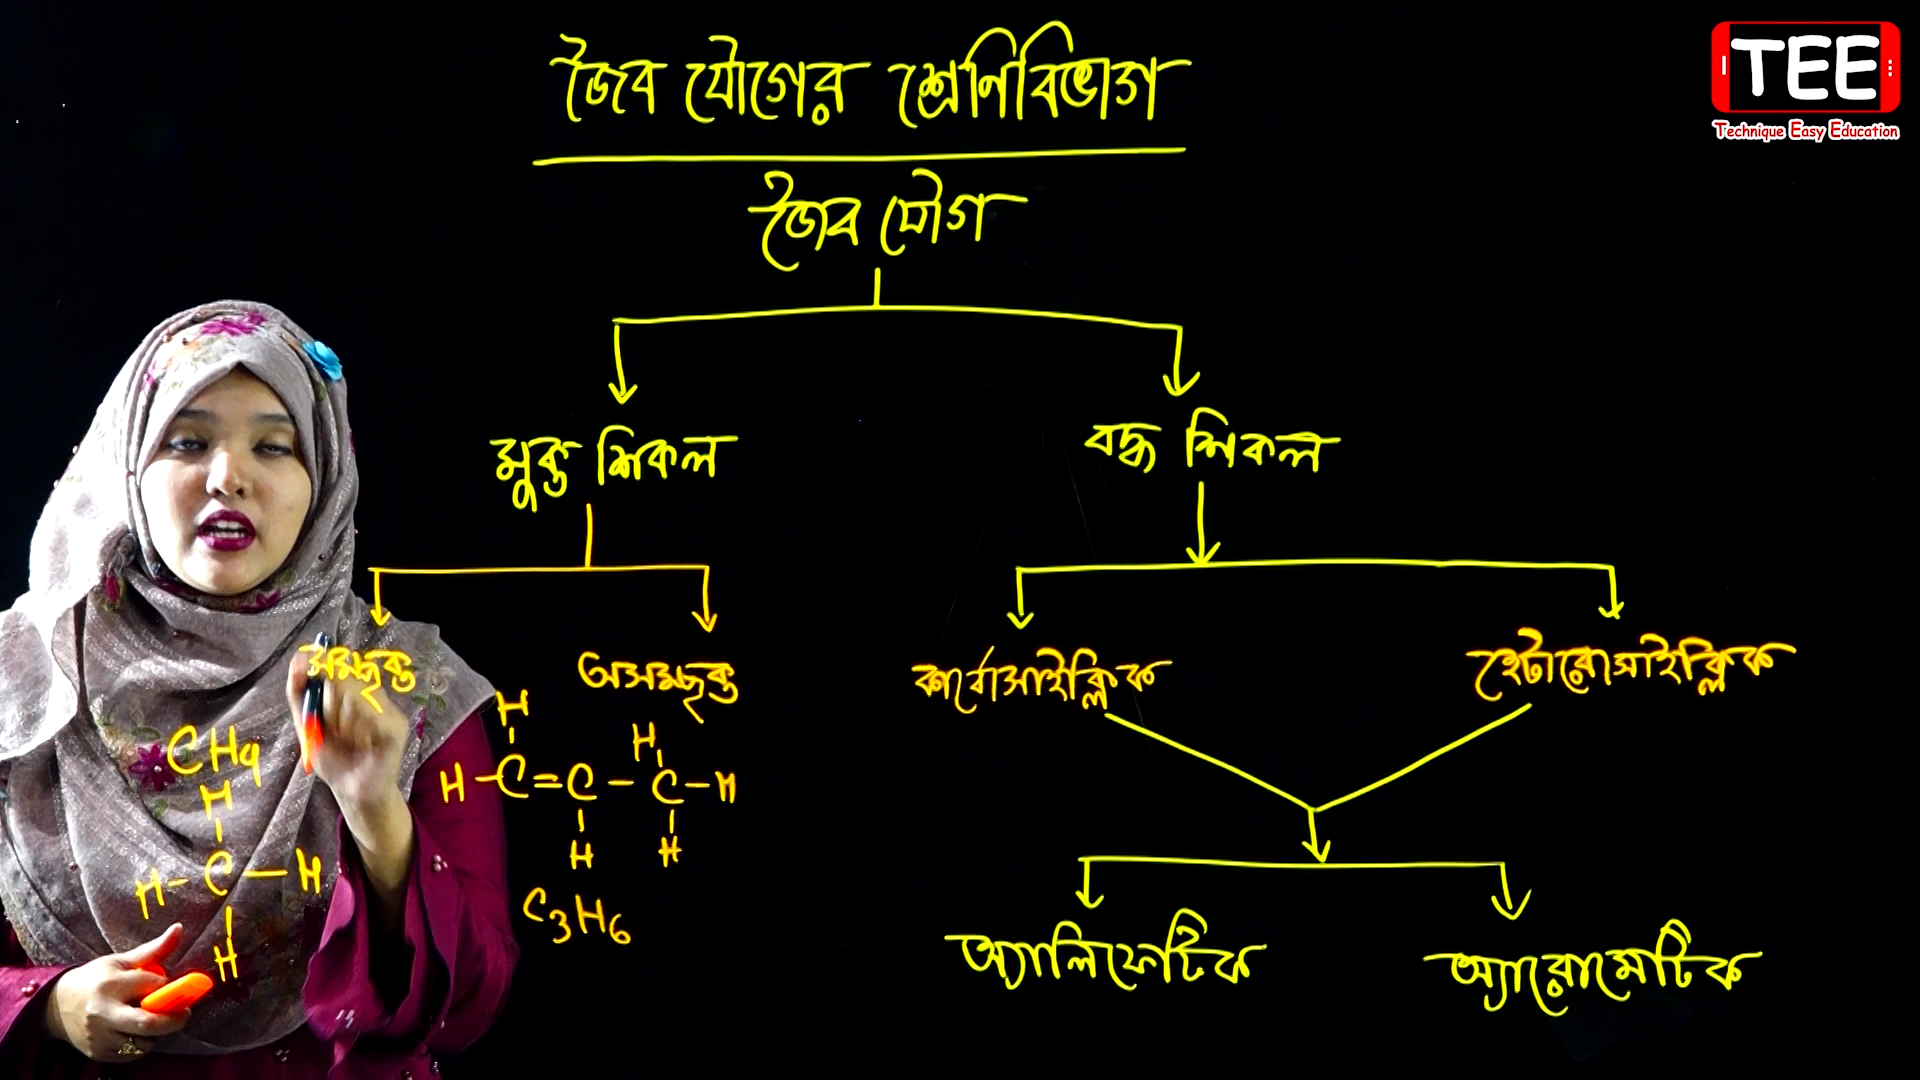 জৈব যৌগের শ্রেণিবিভাগ
TEE
Technique Easy Education
জৈব যৌগ
মুক্ত শিকল
বদ্ধ শিকল
সম্পৃক্ত
অসম্পৃক্ত
কার্বোসাইক্লিক
হেটারোসাইক্লিক
CH4
H
H-C-H
H
H H
H-C=C-C-H
H H
C3H6
অ্যালিফেটিক
অ্যারোমেটিক